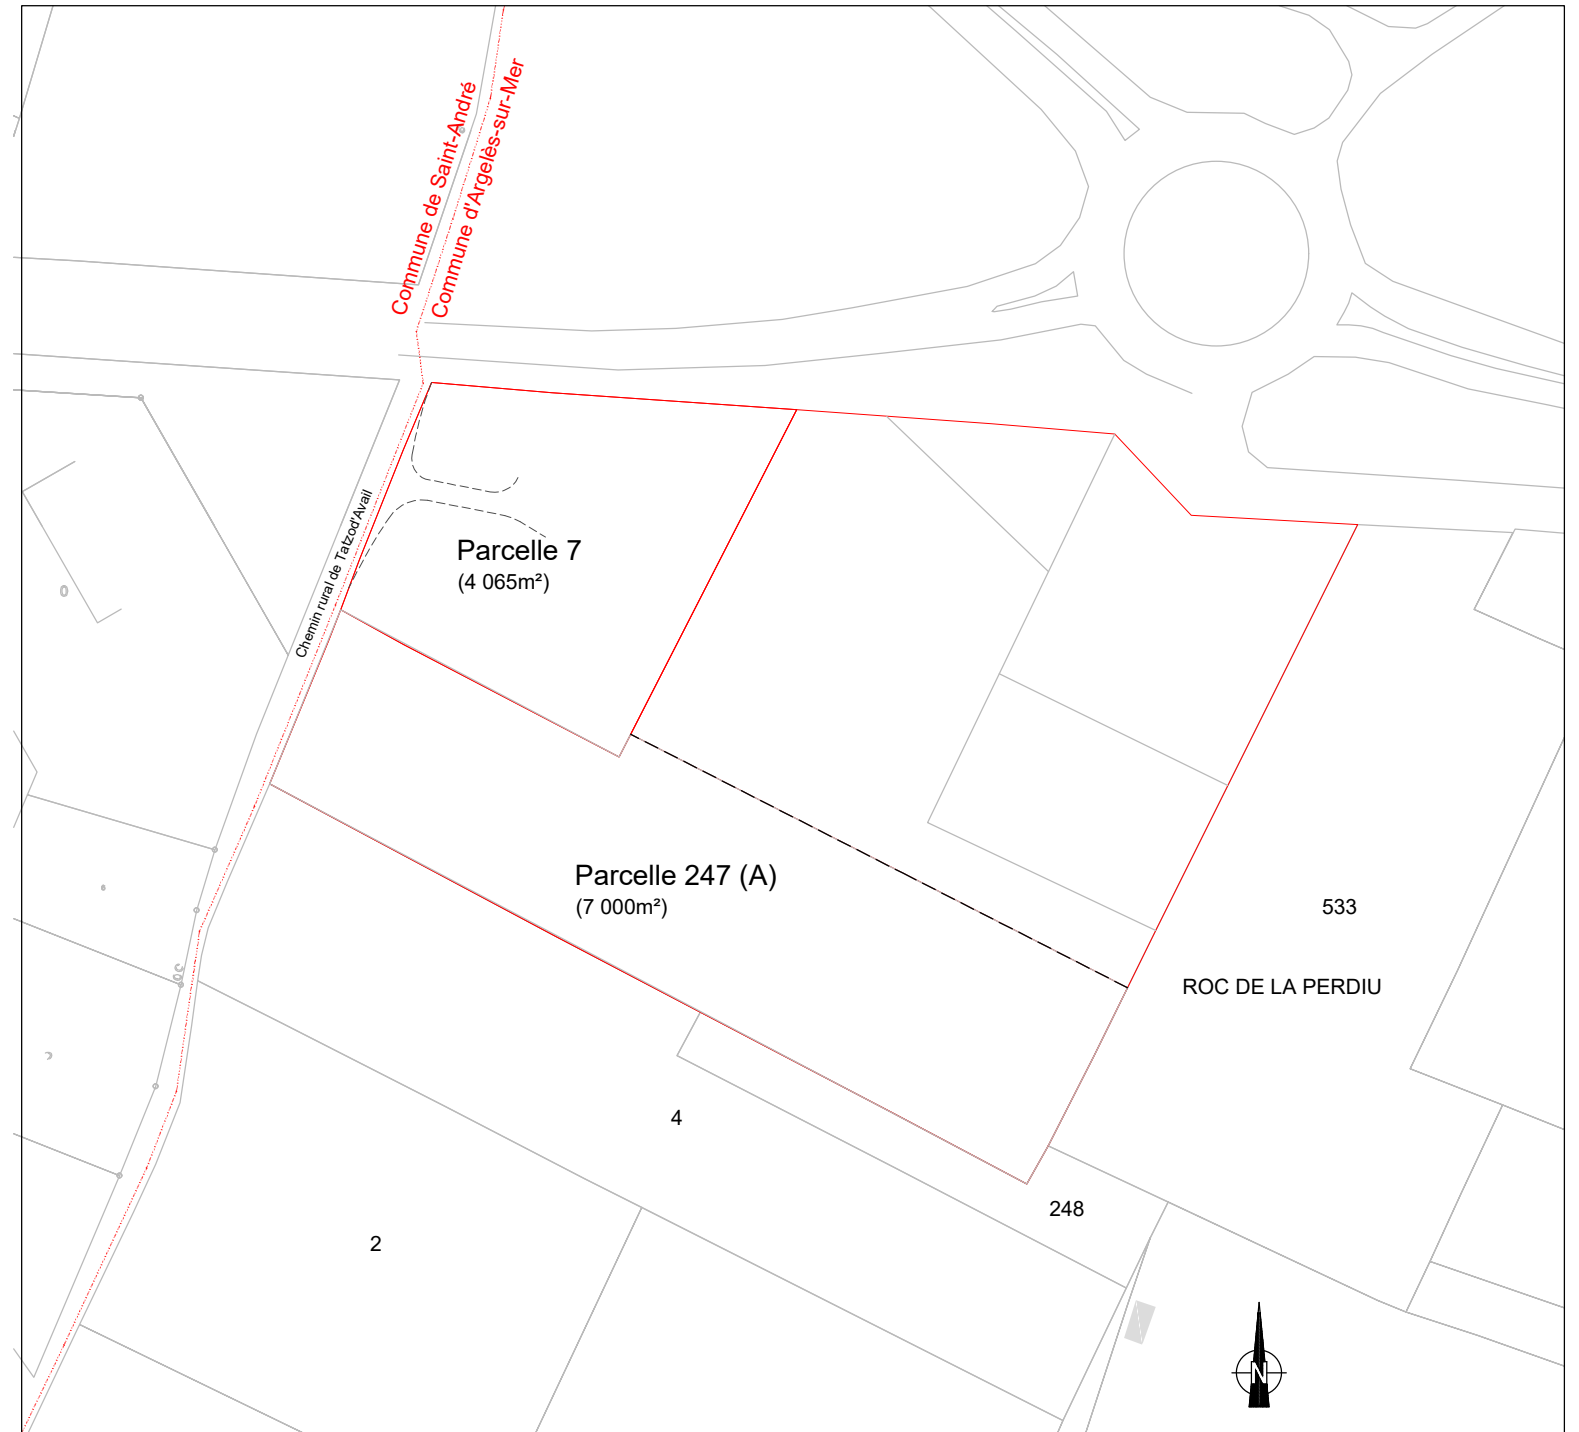 Commune de Saint-André
Commune d'Argelès-sur-Mer
Chemin rural de Tatzod'Avail
Parcelle 7
(4 065m²)
Parcelle 247 (A)
(7 000m²)
533
ROC DE LA PERDIU
4
248
2
N